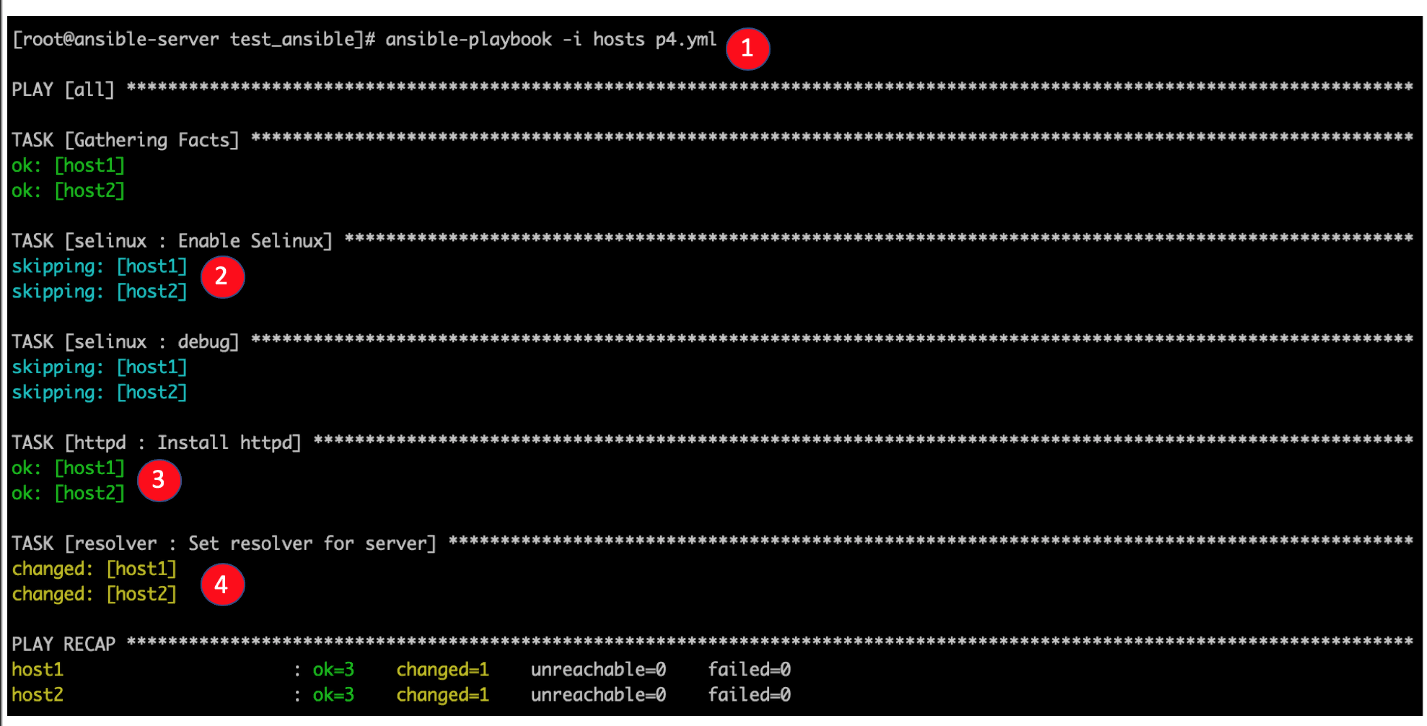 [root@ansible-server test_ansible]# ansible-playbook -i hosts p4.yml 1
PLAY [all] ****************************************************************************************************************************
TASK [Gathering Facts] ****************************************************************************************************************
ok: [host1]
ok: [host2]
TASK [selinux : Enable Selinux] *******************************************************************************************************
skipping: [host1]
2
skipping: [host2]
TASK [selinux : debug] ****************************************************************************************************************
skipping: [host1]
skipping: [host2]
TASK [httpd : Install httpd] **********************************************************************************************************
ok: [host1]
3
ok: [host2]
TASK [resolver : Set resolver for server] *********************************************************************************************
changed: [host1]
4
changed: [host2]
PLAY RECAP ****************************************************************************************************************************
host1                      : ok=3    changed=1    unreachable=0    failed=0
host2                      : ok=3    changed=1    unreachable=0    failed=0